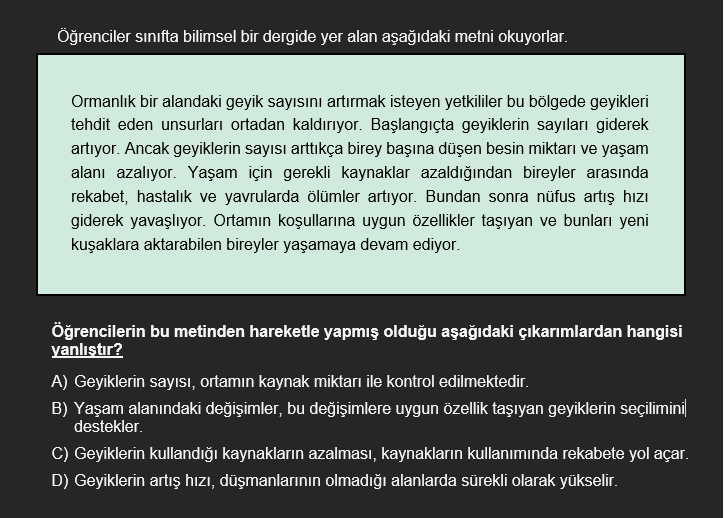 Öğrenciler sınıfta bilimsel bir dergide yer alan aşağıdaki metni okuyorlar.
Ormanlık bir alandaki geyik sayısını artırmak isteyen yetkililer bu bölgede geyikleri
tehdit eden unsurları ortadan kaldırıyor. Başlangıçta geyiklerin sayıları giderek
artıyor. Ancak geyiklerin sayısı arttıkça birey başına düşen besin miktarı ve yaşam
alanı azalıyor. Yaşam için gerekli kaynaklar azaldığından bireyler arasında
rekabet, hastalık ve yavrularda ölümler artıyor. Bundan sonra nüfus artış hızı
giderek yavaşlıyor. Ortamın koşullarına uygun özellikler taşıyan ve bunları yeni
kuşaklara aktarabilen bireyler yaşamaya devam ediyor.
Öğrencilerin bu metinden hareketle yapmış olduğu aşağıdaki çıkarımlardan hangisi
yanlıştır?
A) Geyiklerin sayısı, ortamın kaynak miktarı ile kontrol edilmektedir.
B) Yaşam alanındaki değişimler, bu değişimlere uygun özellik taşıyan geyiklerin seçilimini
destekler.
C) Geyiklerin kullandığı kaynakların azalması, kaynakların kullanımında rekabete yol açar.
D) Geyiklerin artış hızı, düşmanlarının olmadığı alanlarda sürekli olarak yükselir.